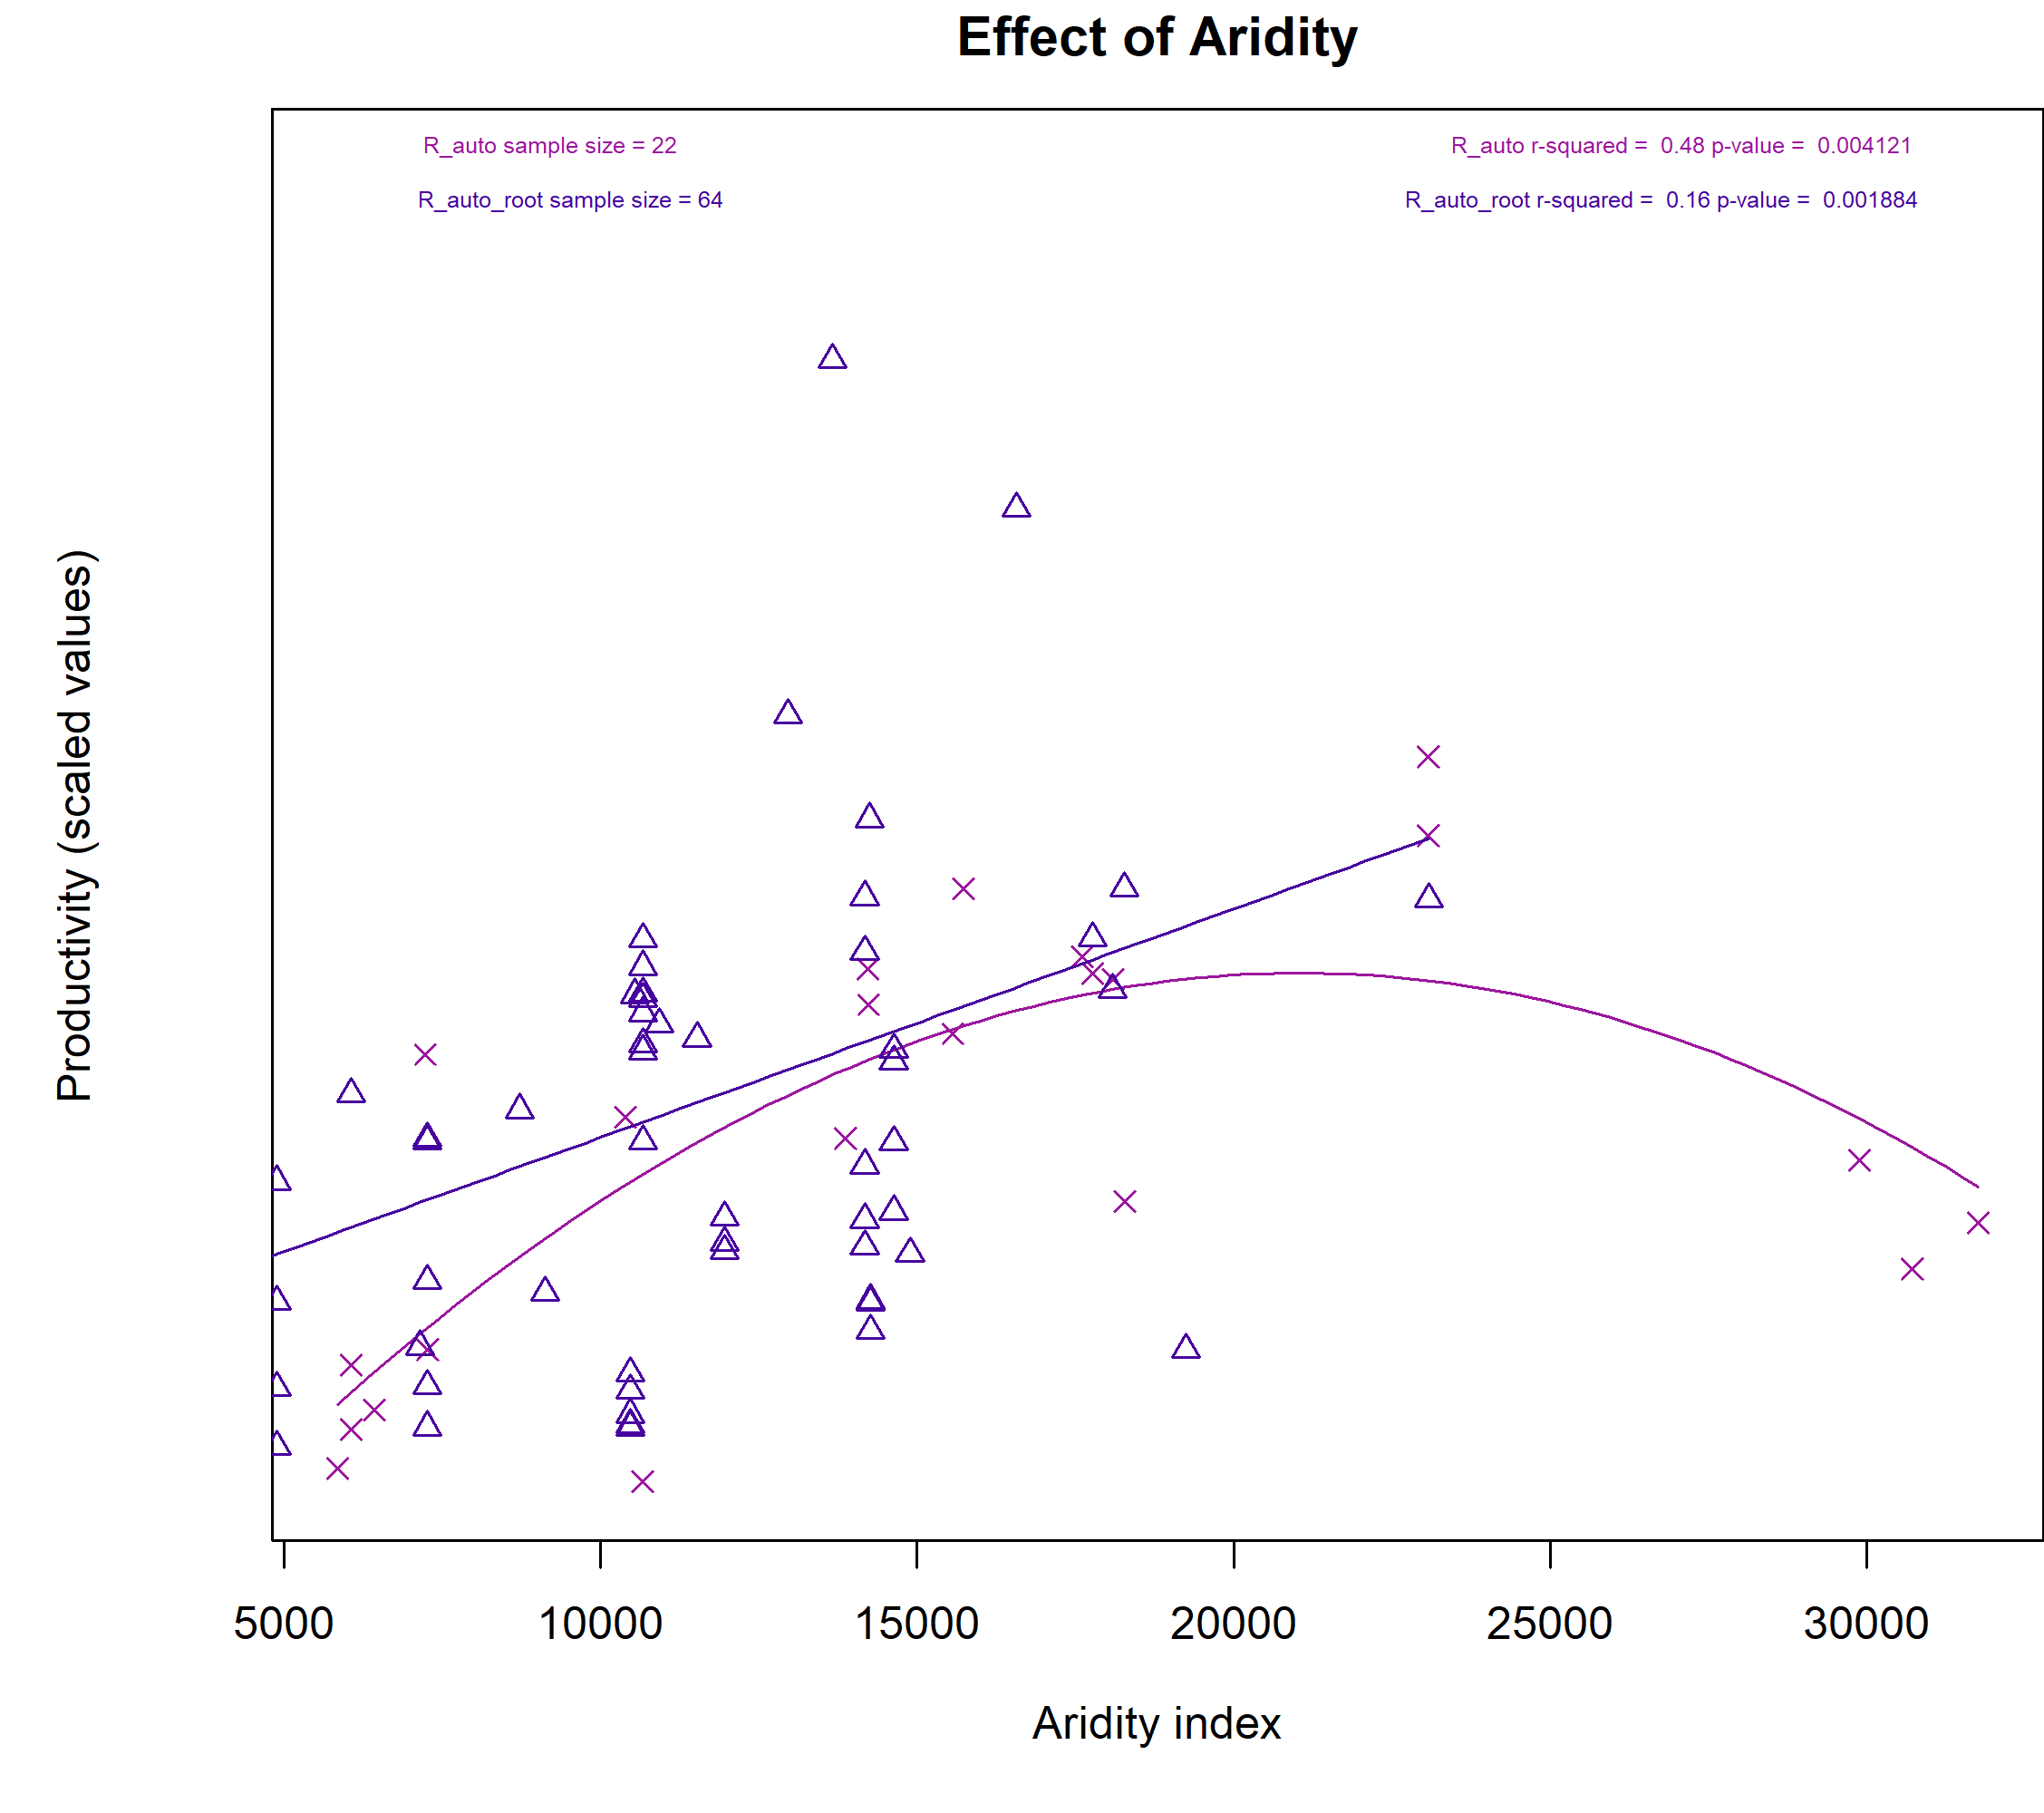 Effect of Aridity
R_auto sample size = 22
R_auto r-squared =  0.48 p-value =  0.004121
R_auto_root sample size = 64
R_auto_root r-squared =  0.16 p-value =  0.001884
Productivity (scaled values)
5000 10000 15000 20000 25000 30000
Aridity index